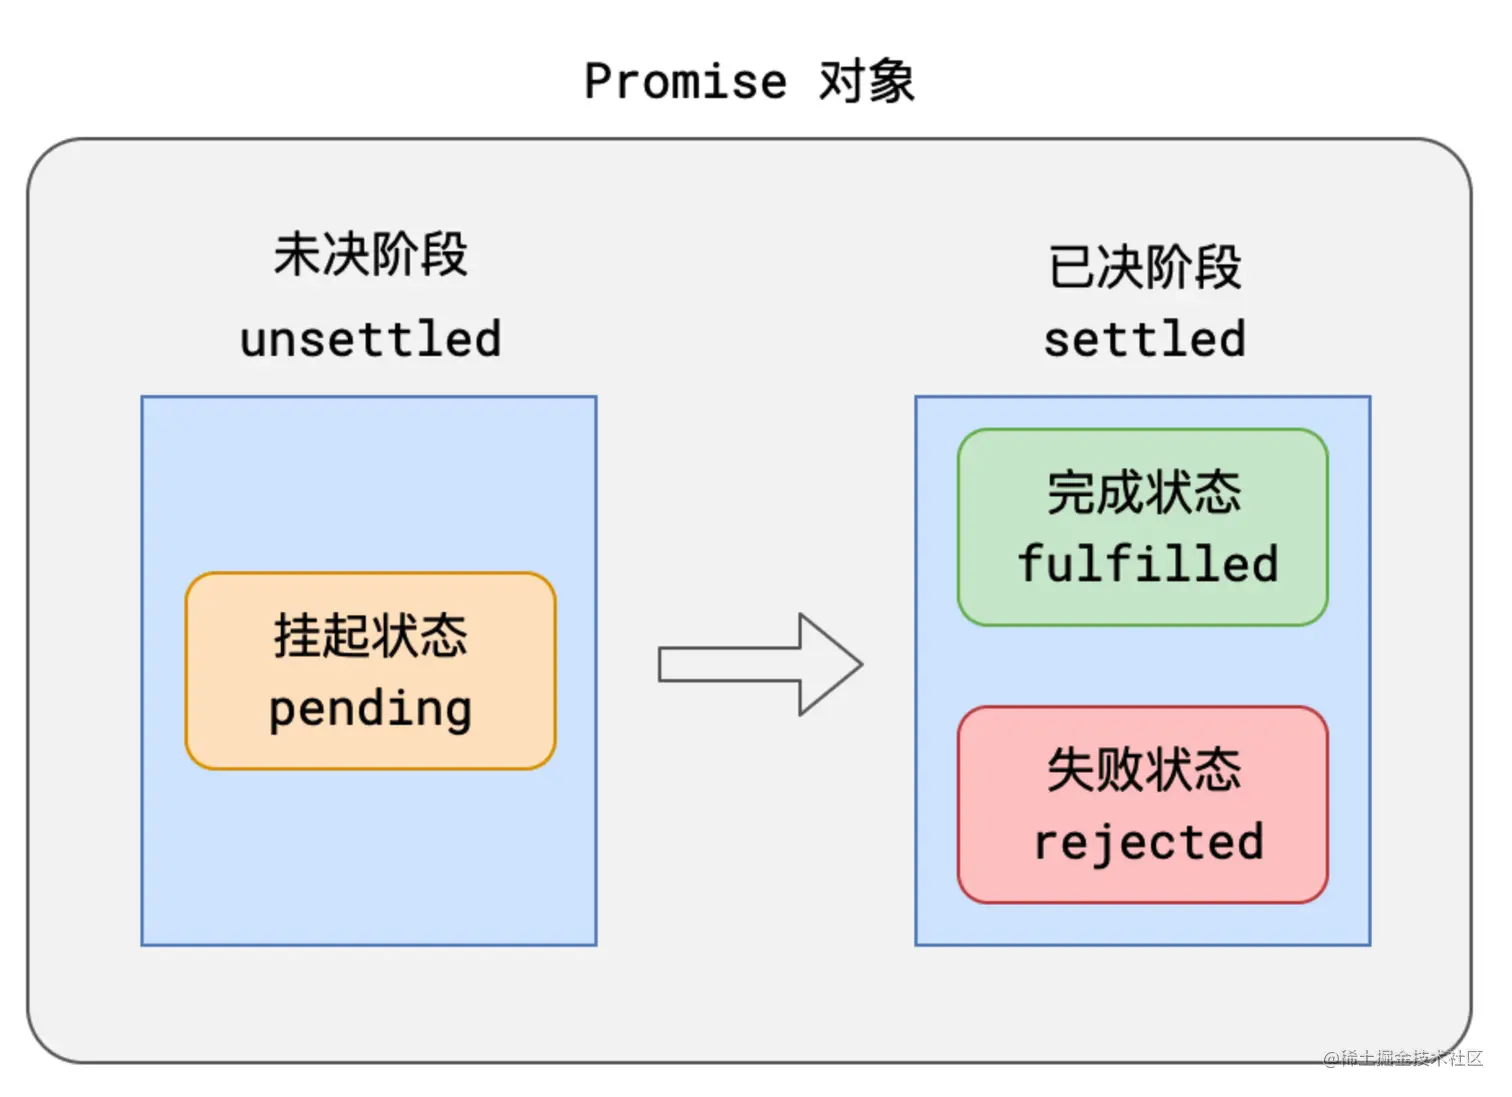 Promise 对象
未决阶段
unsettled
挂起状态
pending
已决阶段
settled
完成状态
fulfilled
失败状态
rejected
@稀土掘金技术社区